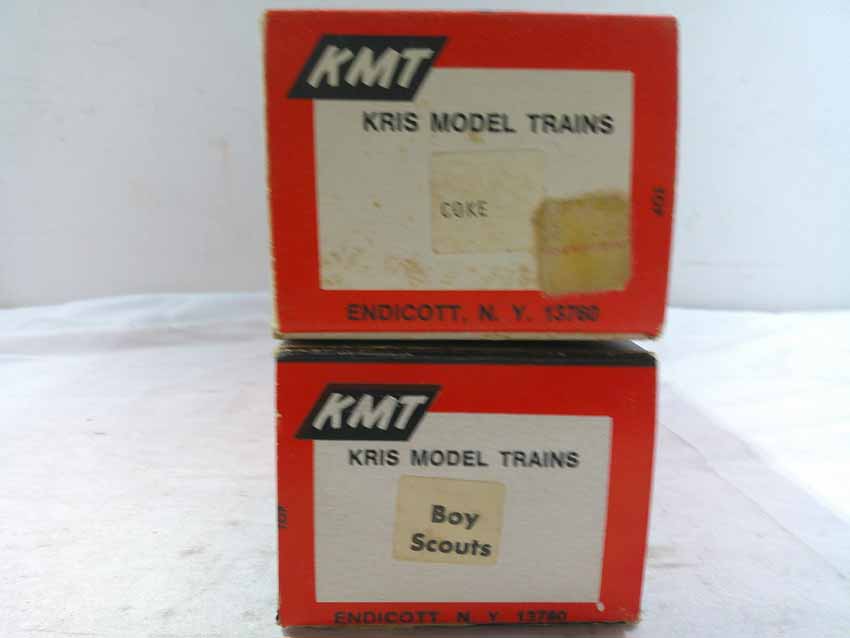 KMT
KRIS MODEL TRAINS
COKE
ENDICOTT, N. Y. 13760
KMT
KRIS MODEL TRAINS
Boy
Scouts
ENDICOTT N Y 13760